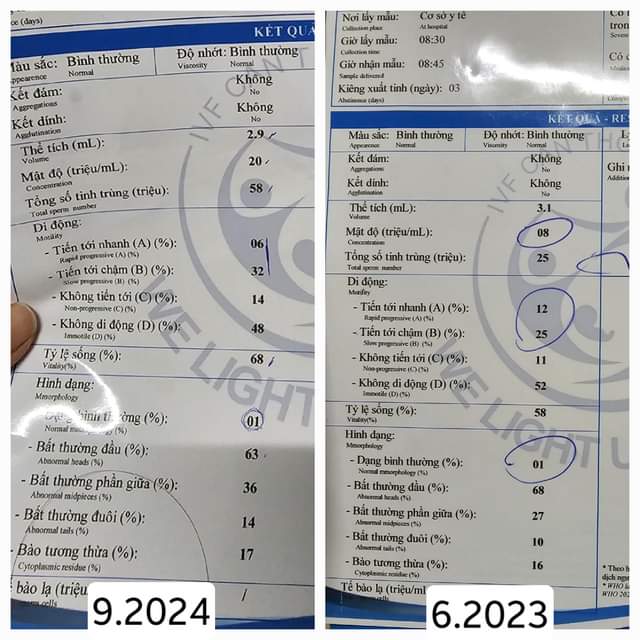 ence (days)
KẾT QUẢ
Màu sắc: Bình thường Độ nhớt: Bình thường
Appearence Normal Viscosity Normal
Kết đám: Không
Aggregations No
Kết dính: Không
Agglutination No
Thể tích (mL): 2.9
Volume
Mật độ (triệu/mL): 20
Concentration
Tổng số tinh trùng (triệu): 58
Total sperm number
Di động:
Motility
- Tiến tới nhanh (A) (%): 06
Rapid progressive (A) (%)
- Tiến tới chậm (B) (%): 32
Slow progressive (B) (%)
- Không tiến tới (C) (%): 14
Non-progressive (C) (%)
- Không di động (D) (%): 48
Immotile (D) (%)
Tỷ lệ sống (%): 68
Vitality(%)
Hình dạng:
Mmorphology
- Dạng bình thường (%): 01
Normal mmorphology (%)
- Bất thường đầu (%): 63
Abnormal heads (%)
- Bất thường phần giữa (%): 36
Abnormal midpieces (%)
- Bất thường đuôi (%): 14
Abnormal tails (%)
- Bào tương thừa (%): 17
Cytoplasmic residue (%)
Tế bào lạ (triệu /
cells
IVF CAN TH
IVE LIGHT
9.2024
Nơi lấy mẫu: Cơ sở y tế
Collection place At hospital
Giờ lấy mẫu: 08:30
Collection time
Giờ nhận mẫu: 08:45
Sample delivered
Kiêng xuất tinh (ngày): 03
Abstinence (days)
KẾT QUẢ - RES
Màu sắc: Bình thường Độ nhớt: Bình thường
Appearence Normal Viscosity Normal
Kết đám: Không
Aggregations No
Kết dính: Không
Agglutination No
Ghi
Addition
Thể tích (mL): 3.1
Volume
Mật độ (triệu/mL): 08
Concentration
Tổng số tinh trùng (triệu): 25
Total sperm number
Di động:
Motility
- Tiến tới nhanh (A) (%): 12
Rapid progressive (A) (%)
- Tiến tới chậm (B) (%): 25
Slow progressive (B) (%)
- Không tiến tới (C) (%): 11
Non-progressive (C) (%)
- Không di động (D) (%): 52
Immotile (D) (%)
Tỷ lệ sống (%): 58
Vitality(%)
Hình dạng:
Mmorphology
- Dạng bình thường (%): 01
Normal mmorphology (%)
- Bất thường đầu (%): 68
Abnormal heads (%)
- Bất thường phần giữa (%): 27
Abnormal midpieces (%)
- Bất thường đuôi (%): 10
Abnormal tails (%)
- Bào tương thừa (%): 16
Cytoplasmic residue (%)
Tế bào lạ (triệu/ml
* Theo h
dịch ngư
* WHO
WHO 202
IVF CAN THO
IVE LIGHT U
6.2023